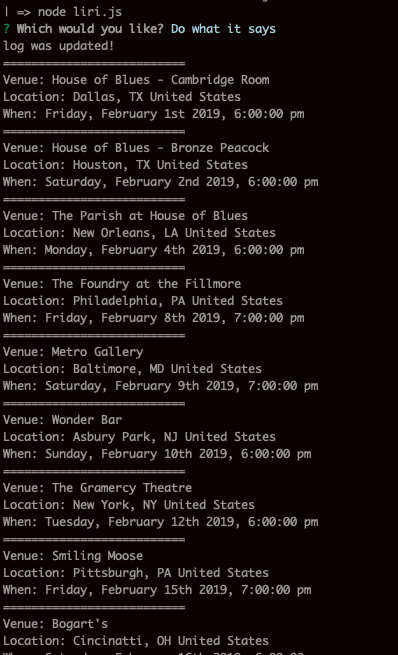 | => node liri.js
? Which would you like? Do what it says
log was updated!
==========================
Venue: House of Blues - Cambridge Room
Location: Dallas, TX United States
When: Friday, February 1st 2019, 6:00:00 pm
==========================
Venue: House of Blues - Bronze Peacock
Location: Houston, TX United States
When: Saturday, February 2nd 2019, 6:00:00 pm
==========================
Venue: The Parish at House of Blues
Location: New Orleans, LA United States
When: Monday, February 4th 2019, 6:00:00 pm
==========================
Venue: The Foundry at the Fillmore
Location: Philadelphia, PA United States
When: Friday, February 8th 2019, 7:00:00 pm
==========================
Venue: Metro Gallery
Location: Baltimore, MD United States
When: Saturday, February 9th 2019, 7:00:00 pm
==========================
Venue: Wonder Bar
Location: Asbury Park, NJ United States
When: Sunday, February 10th 2019, 6:00:00 pm
==========================
Venue: The Gramercy Theatre
Location: New York, NY United States
When: Tuesday, February 12th 2019, 6:00:00 pm
==========================
Venue: Smiling Moose
Location: Pittsburgh, PA United States
When: Friday, February 15th 2019, 7:00:00 pm
==========================
Venue: Bogart's
Location: Cincinatti, OH United States